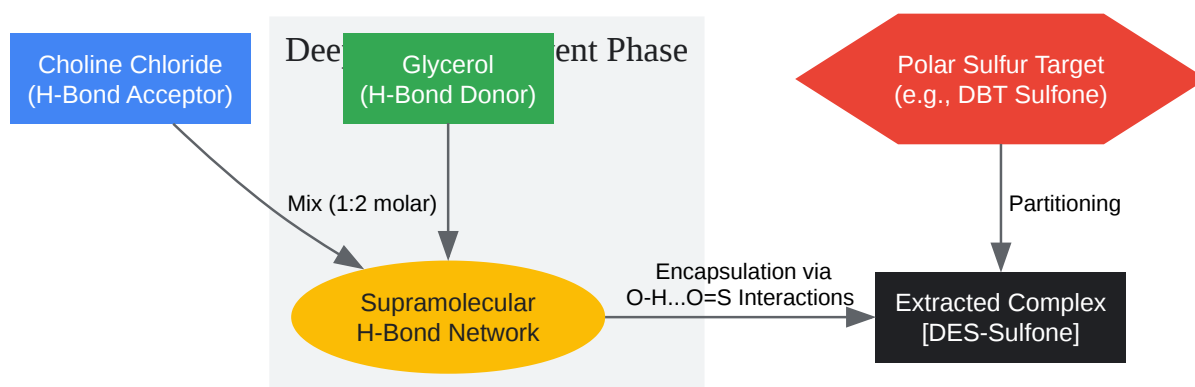 Choline Chloride
(H-Bond Acceptor)
Dee
Glycerol
(H-Bond Donor)
ent Phase
Polar Sulfur Target
(e.g., DBT Sulfone)
Mix (1:2 molar)
Partitioning
Supramolecular
H-Bond Network
Encapsulation via
O-H...O=S Interactions
Extracted Complex
[DES-Sulfone]